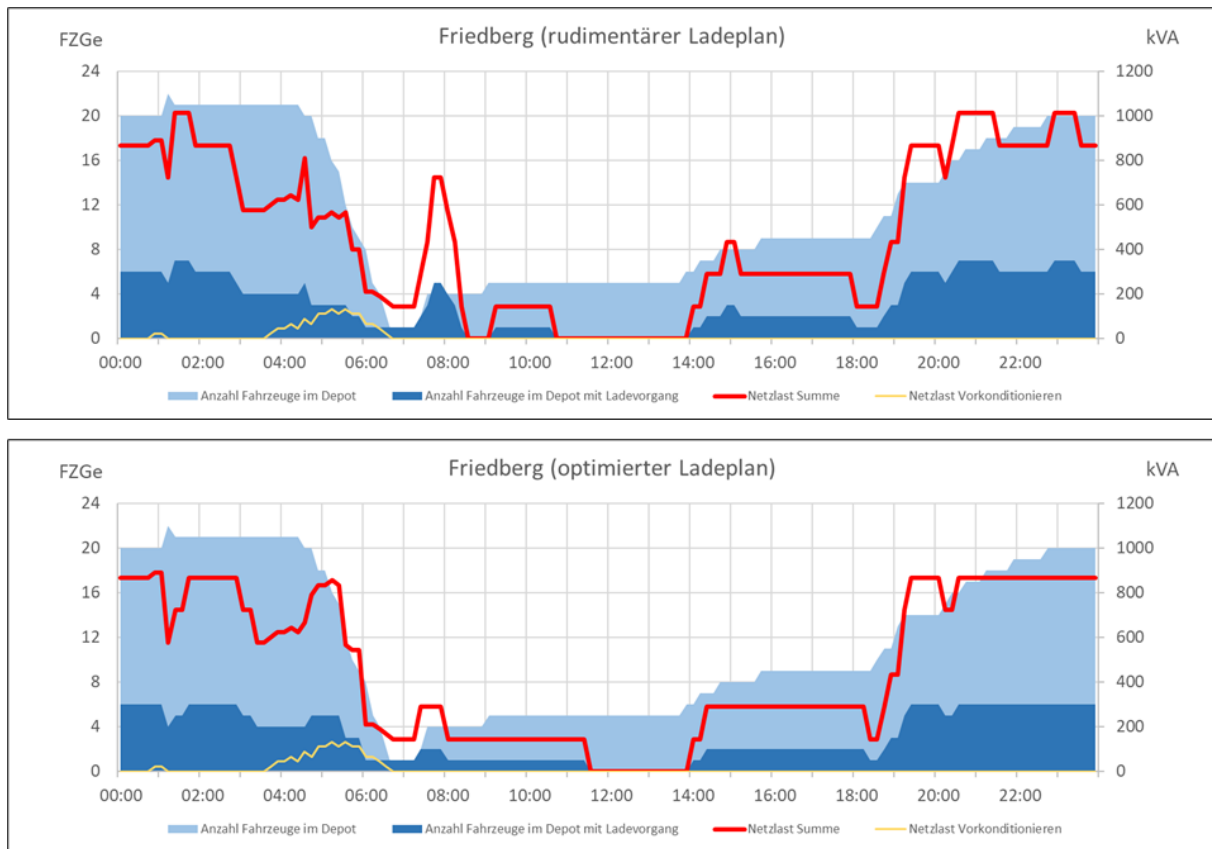 FZGe Friedberg (rudimentärer Ladeplan) kVA
24 1200
20 1000
16 800
12 600
8 400
4 200
0 0
00:00 02:00 04:00 06:00 08:00 10:00 12:00 14:00 16:00 18:00 20:00 22:00
Anzahl Fahrzeuge im Depot Anzahl Fahrzeuge im Depot mit Ladevorgang Netzlast Summe Netzlast Vorkonditionieren
FZGe Friedberg (optimierter Ladeplan) kVA
24 1200
20 1000
16 800
12 600
8 400
4 200
0 0
00:00 02:00 04:00 06:00 08:00 10:00 12:00 14:00 16:00 18:00 20:00 22:00
Anzahl Fahrzeuge im Depot Anzahl Fahrzeuge im Depot mit Ladevorgang Netzlast Summe Netzlast Vorkonditionieren